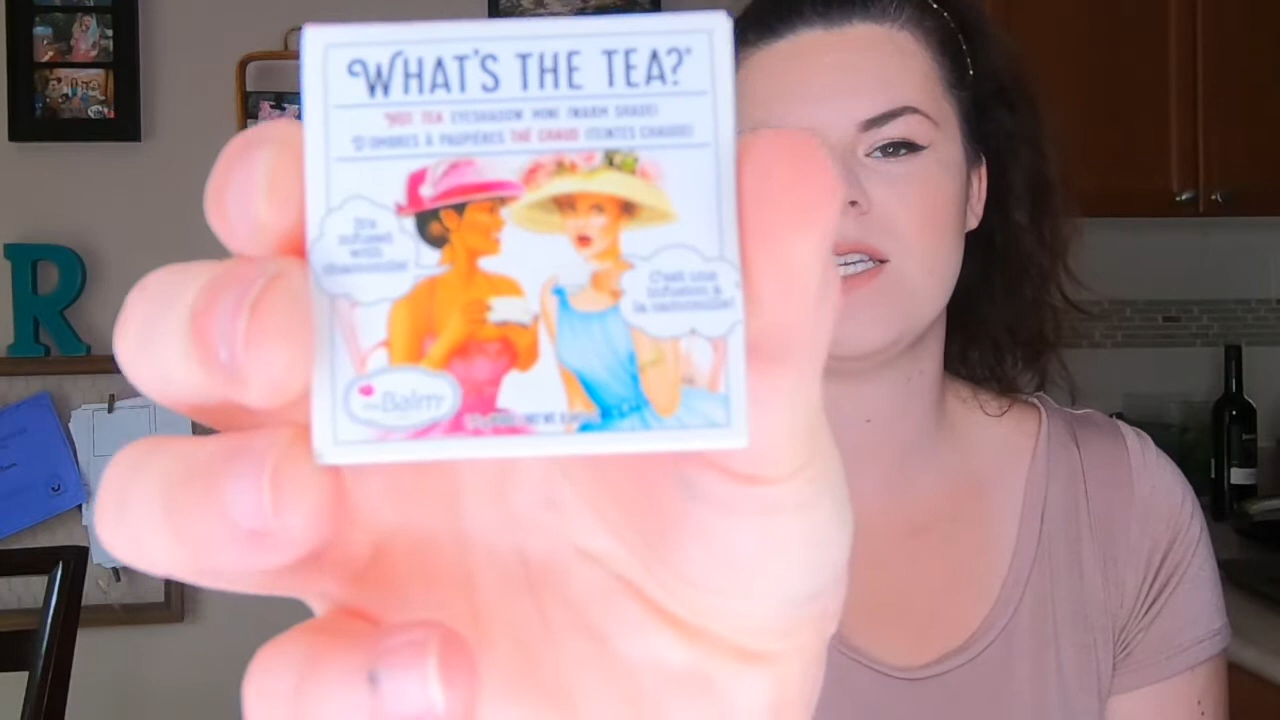 WHAT'S THE TEA?
HOT TEA EYESHADOW MINI (WARM SHADE)
OMBRES À PAUPIÈRES THÉ CHAUD (TEINTES CHAUDES)
It's
infused
with
chamomile!
C'est une
infusion à
la camomille!
theBalm
R